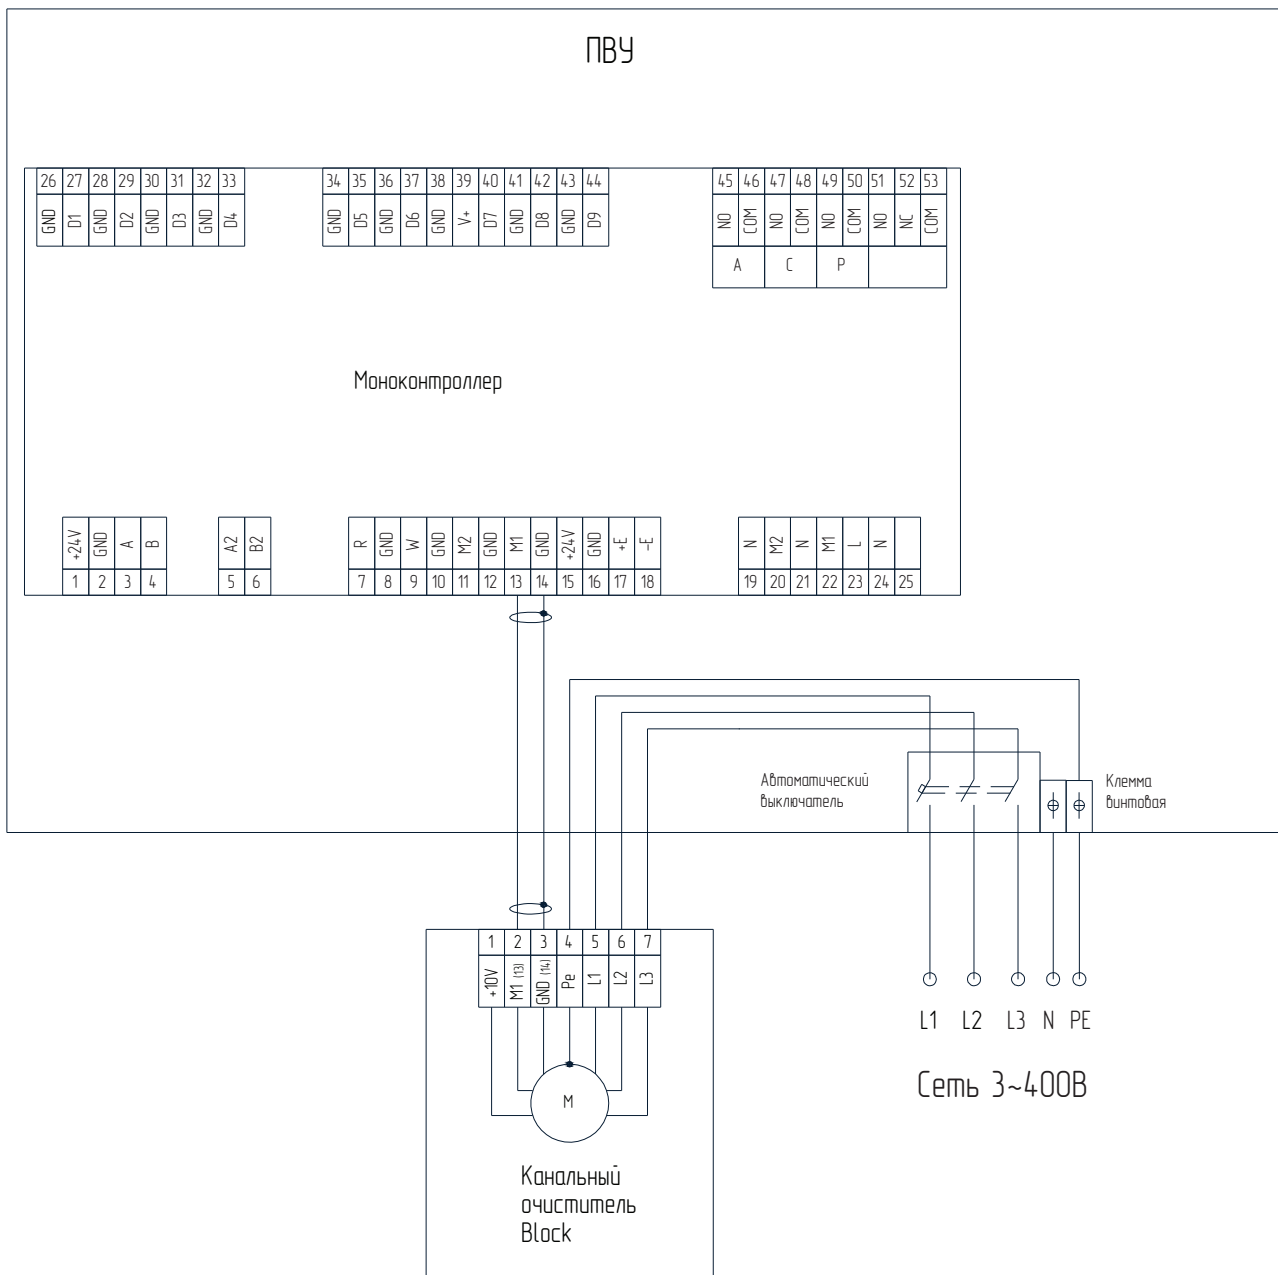 ПВУ
26 27 28 29 30 31 32 33
GND D1 GND D2 GND D3 GND D4
34 35 36 37 38 39 40 41 42 43 44
GND D5 GND D6 GND V+ D7 GND D8 GND D9
45 46 47 48 49 50 51 52 53
NO COM NO COM NO COM NO NC COM
A C P
Моноконтроллер
+24V GND A B
1 2 3 4
A2 B2
5 6
R GND W GND M2 GND M1 GND +24V GND +E -E
7 8 9 10 11 12 13 14 15 16 17 18
N M2 N M1 L N
19 20 21 22 23 24 25
Автоматический
выключатель
Клемма
винтовая
1 2 3 4 5 6 7
+10V M1 (13) GND (14) Pe L1 L2 L3
M
Канальный
очиститель
Block
L1 L2 L3 N PE
Сеть 3~400В